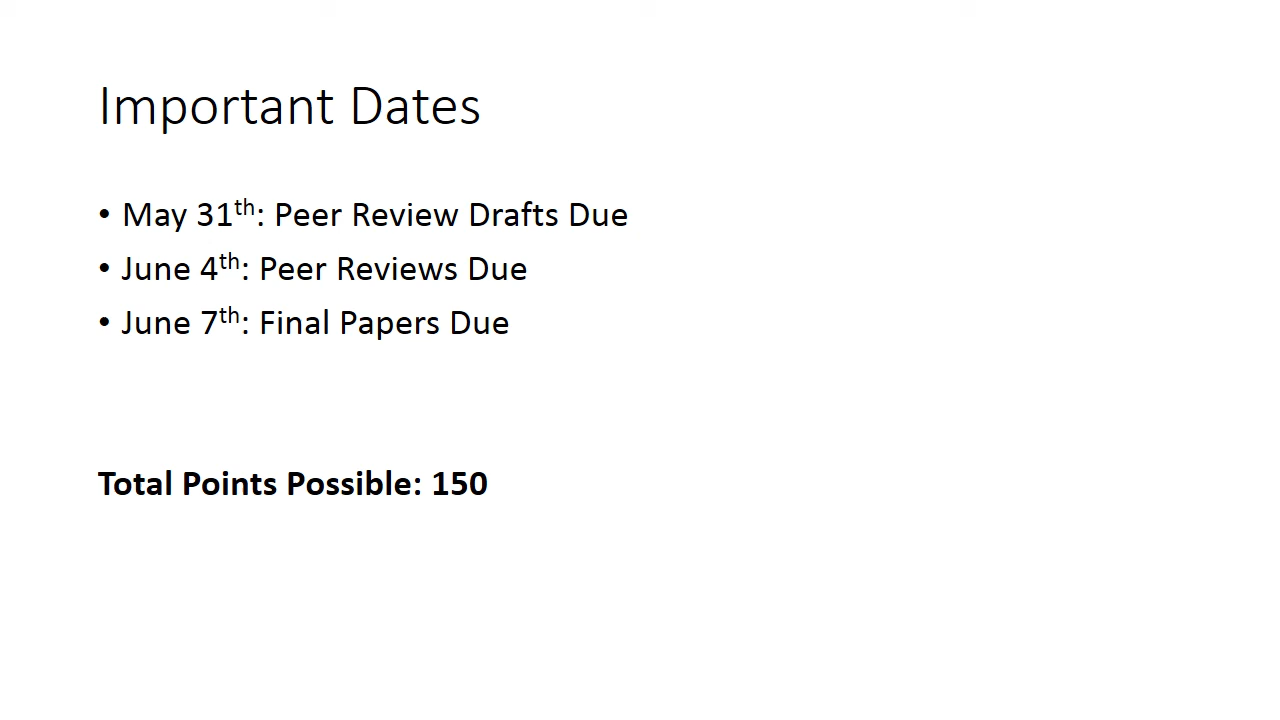 Important Dates
• May 31th: Peer Review Drafts Due
• June 4th: Peer Reviews Due
• June 7th: Final Papers Due
Total Points Possible: 150